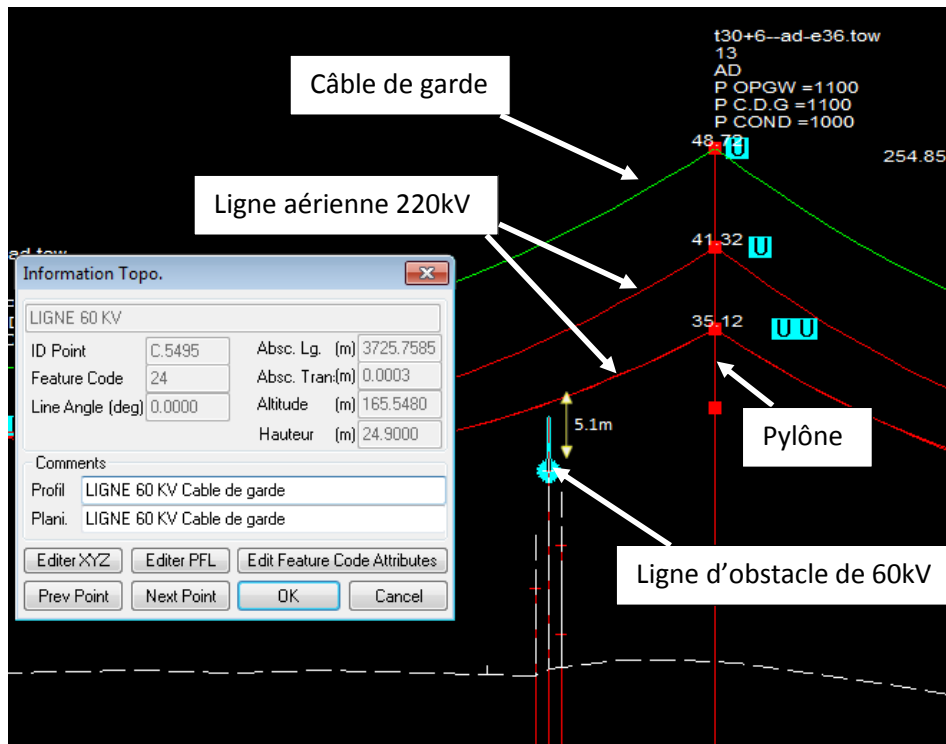 t30+6--ad-e36.tow
13
AD
P OPGW =1100
P C.D.G =1100
P COND =1000
Câble de garde
48.72
U
254.85
Ligne aérienne 220kV
41.32
U
ad.tow
Information Topo.
LIGNE 60 KV
ID Point C.5495 Absc. Lg. (m) 3725.7585
Feature Code 24 Absc. Tran:(m) 0.0003
Line Angle (deg) 0.0000 Altitude (m) 165.5480
Hauteur (m) 24.9000
Comments
Profil LIGNE 60 KV Cable de garde
Plani. LIGNE 60 KV Cable de garde
Editer XYZ Editer PFL Edit Feature Code Attributes
Prev Point Next Point OK Cancel
35.12
U U
5.1m
Pylône
Ligne d’obstacle de 60kV